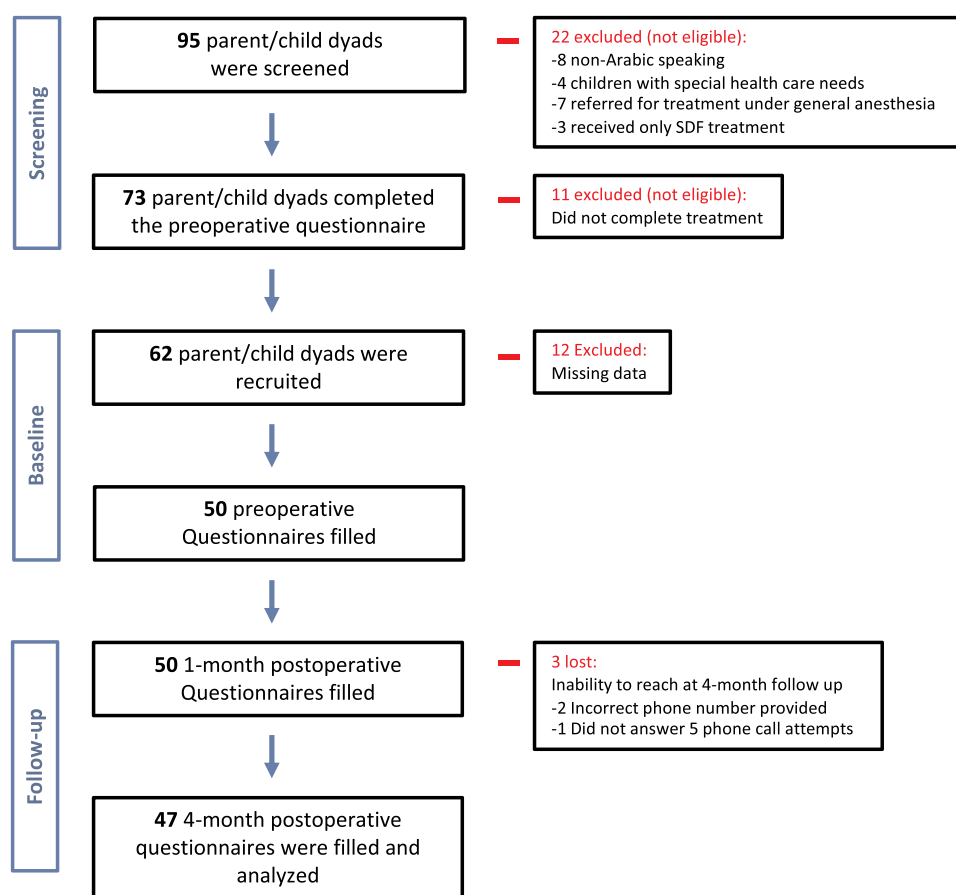 Screening
95 parent/child dyads
were screened
22 excluded (not eligible):
-8 non-Arabic speaking
-4 children with special health care needs
-7 referred for treatment under general anesthesia
-3 received only SDF treatment
73 parent/child dyads completed
the preoperative questionnaire
11 excluded (not eligible):
Did not complete treatment
Baseline
62 parent/child dyads were
recruited
12 Excluded:
Missing data
50 preoperative
Questionnaires filled
Follow-up
50 1-month postoperative
Questionnaires filled
3 lost:
Inability to reach at 4-month follow up
-2 Incorrect phone number provided
-1 Did not answer 5 phone call attempts
47 4-month postoperative
questionnaires were filled and
analyzed